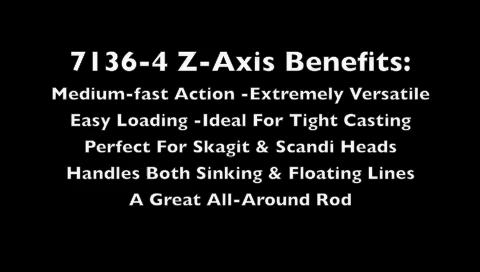 7136-4 Z-Axis Benefits:
Medium-fast Action -Extremely Versatile
Easy Loading -Ideal For Tight Casting
Perfect For Skagit & Scandi Heads
Handles Both Sinking & Floating Lines
A Great All-Around Rod